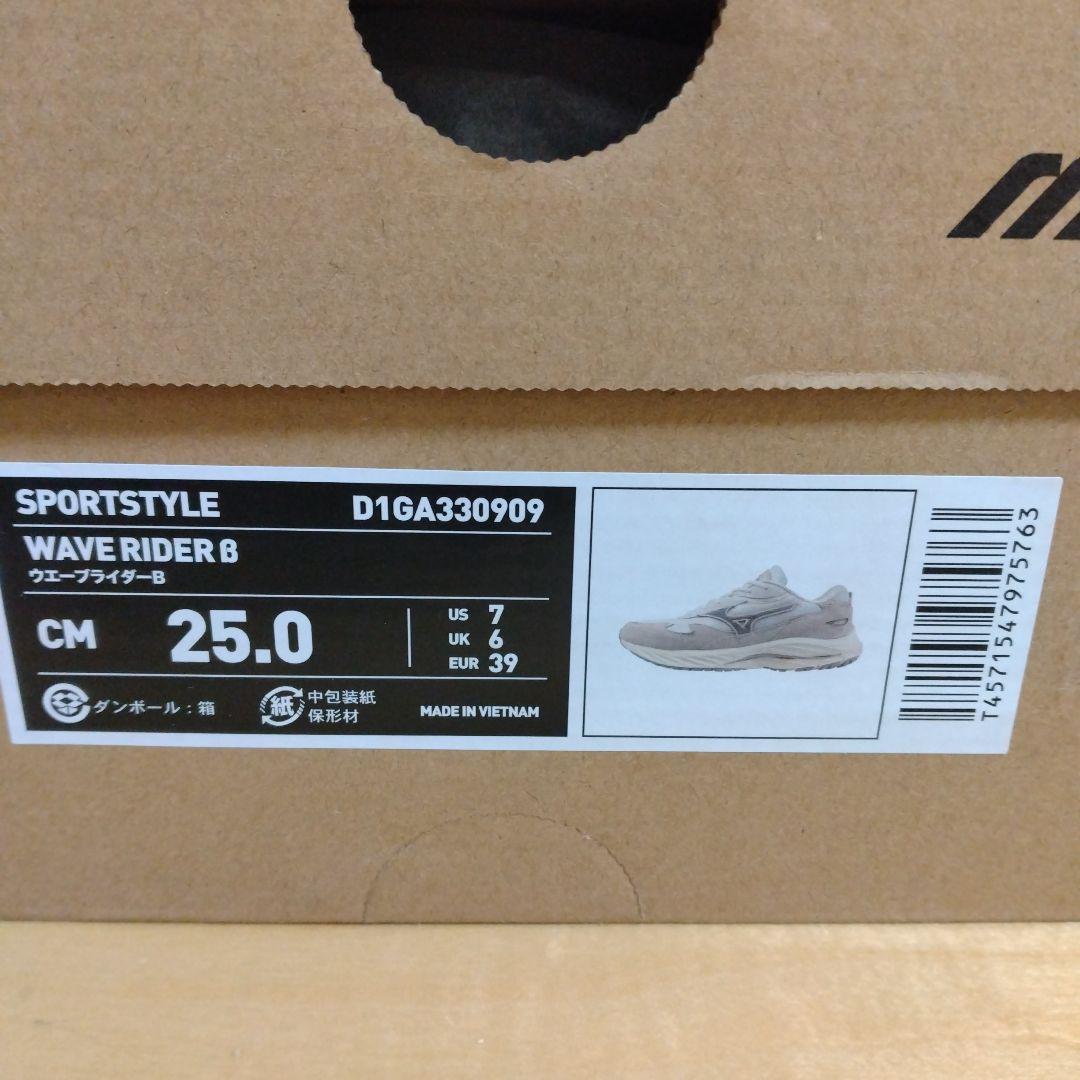 SPORTSTYLE D1GA330909
WAVE RIDER β
ウエーブライダーΒ
CM 25.0
US 7
UK 6
EUR 39
ダンボール：箱
紙 中包装紙
保形材
MADE IN VIETNAM
T4571547975763